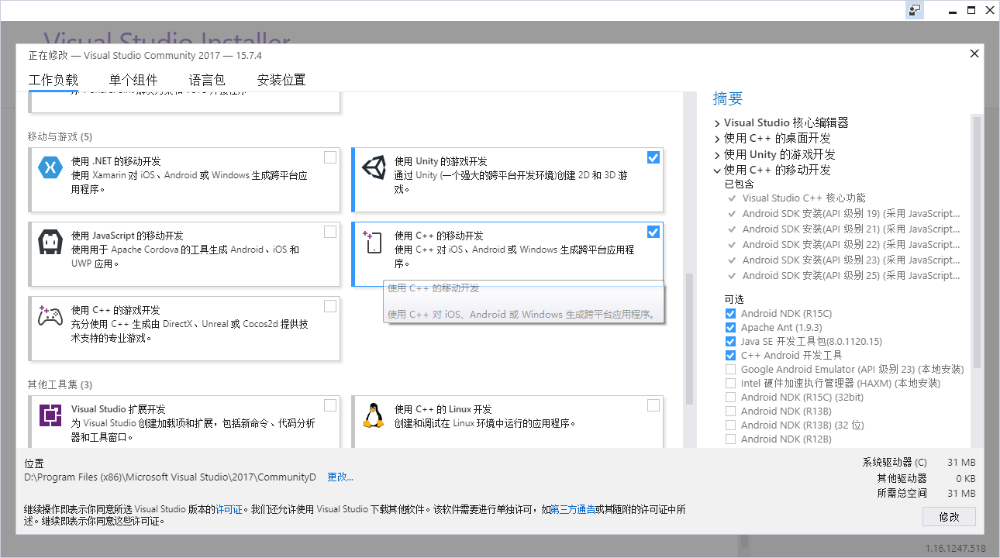 Visual Studio Installer
正在修改 — Visual Studio Community 2017 — 15.7.4
工作负载
单个组件
语言包
安装位置
移动与游戏 (5)
使用 .NET 的移动开发
使用 Xamarin 对 iOS、Android 或 Windows 生成跨平台应
用程序。
使用 Unity 的游戏开发
通过 Unity (一个强大的跨平台开发环境)创建 2D 和 3D 游
戏。
使用 JavaScript 的移动开发
使用用于 Apache Cordova 的工具生成 Android、iOS 和
UWP 应用。
使用 C++ 的移动开发
使用 C++ 对 iOS、Android 或 Windows 生成跨平台应用程
序。
使用 C++ 的移动开发
使用 C++ 对 iOS、Android 或 Windows 生成跨平台应用程序。
使用 C++ 的游戏开发
充分使用 C++ 生成由 DirectX、Unreal 或 Cocos2d 提供技
术支持的专业游戏。
其他工具集 (3)
Visual Studio 扩展开发
为 Visual Studio 创建加载项和扩展，包括新命令、代码分析
器和工具窗口。
使用 C++ 的 Linux 开发
创建和调试在 Linux 环境中运行的应用程序。
摘要
Visual Studio 核心编辑器
使用 C++ 的桌面开发
使用 Unity 的游戏开发
使用 C++ 的移动开发
已包含
Visual Studio C++ 核心功能
Android SDK 安装(API 级别 19) (采用 JavaScript...
Android SDK 安装(API 级别 21) (采用 JavaScript...
Android SDK 安装(API 级别 22) (采用 JavaScript...
Android SDK 安装(API 级别 23) (采用 JavaScript...
Android SDK 安装(API 级别 25) (采用 JavaScript...
可选
Android NDK (R15C)
Apache Ant (1.9.3)
Java SE 开发工具包(8.0.1120.15)
C++ Android 开发工具
Google Android Emulator (API 级别 23) (本地安装)
Intel 硬件加速执行管理器 (HAXM) (本地安装)
Android NDK (R15C) (32bit)
Android NDK (R13B)
Android NDK (R13B) (32 位)
Android NDK (R12B)
位置
D:\Program Files (x86)\Microsoft Visual Studio\2017\CommunityD 更改...
系统驱动器 (C) 31 MB
其他驱动器 0 KB
所需总空间 31 MB
继续操作即表示你同意所选 Visual Studio 版本的许可证。我们还允许使用 Visual Studio 下载其他软件。该软件需要进行单独许可，如第三方通告或其随附的许可证中所
述。继续即表示你同意这些许可证。
修改
1.16.1247.518